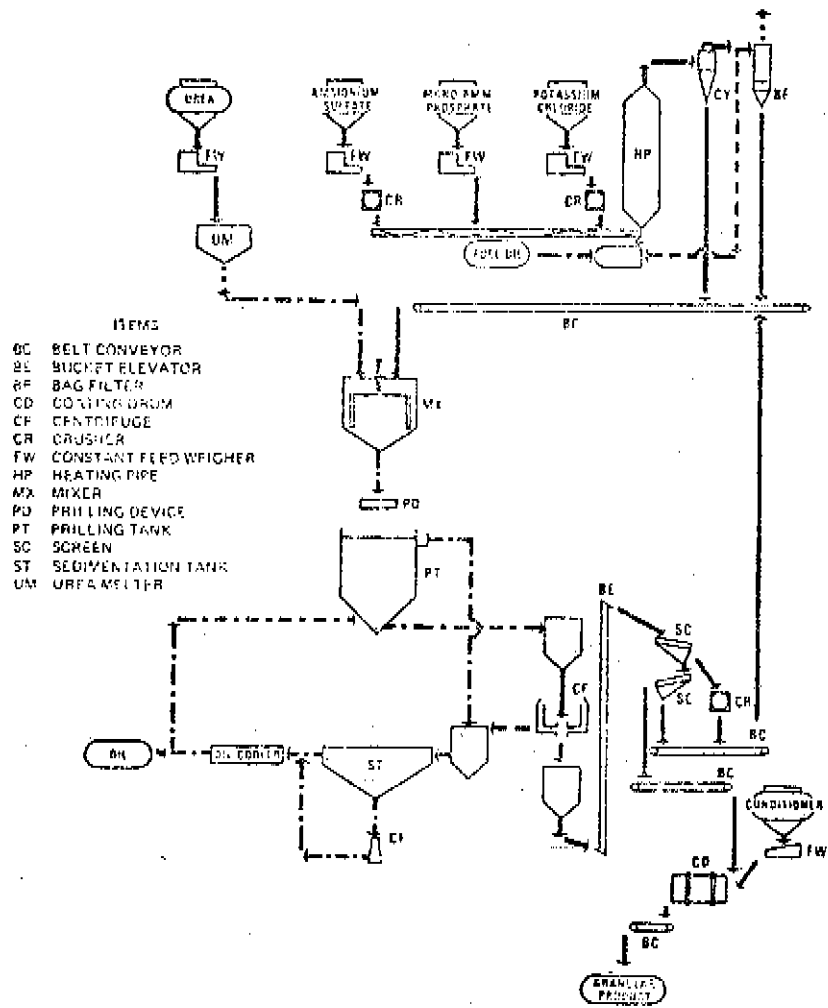 UREA
AMMONIUM
SULFATE
MONO AMM
PHOSPHATE
POTASSIUM
CHLORIDE
CY
BF
HP
FW
FW
FW
FW
CR
CR
UM
FUEL OIL
BE
ITEMS
BC BELT CONVEYOR
BE BUCKET ELEVATOR
BF BAG FILTER
CD COATING DRUM
CF CENTRIFUGE
CR CRUSHER
FW CONSTANT FEED WEIGHER
HP HEATING PIPE
MX MIXER
PD PRILLING DEVICE
PT PRILLING TANK
SC SCREEN
ST SEDIMENTATION TANK
UM UREA MELTER
MX
PD
PT
BE
SC
SC
CF
CR
BC
OIL
OIL COOLER
ST
BC
CONDITIONER
CF
FW
CD
BC
GRANULAR
PRODUCT